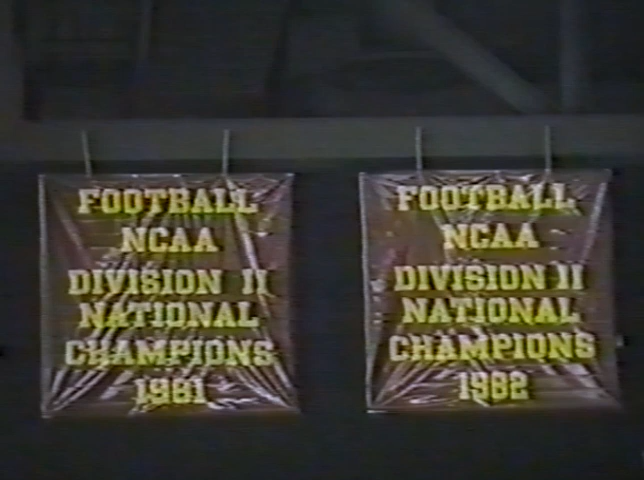 FOOTBALL
NCAA
DIVISION II
NATIONAL
CHAMPIONS
1981
FOOTBALL
NCAA
DIVISION II
NATIONAL
CHAMPIONS
1982